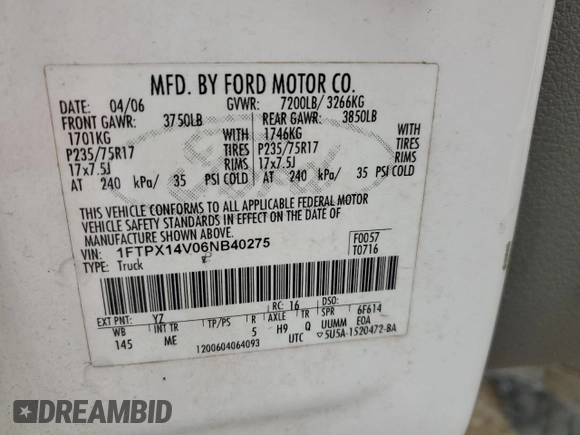 MFD. BY FORD MOTOR CO.
DATE: 04/06 GVWR: 7200LB/ 3266KG
FRONT GAWR: 3750LB REAR GAWR: 3850LB
1701KG WITH 1746KG WITH
P235/75R17 TIRES P235/75R17 TIRES
17x7.5J RIMS 17x7.5J RIMS
AT 240 kPa/ 35 PSI COLD AT 240 kPa/ 35 PSI COLD
THIS VEHICLE CONFORMS TO ALL APPLICABLE FEDERAL MOTOR
VEHICLE SAFETY STANDARDS IN EFFECT ON THE DATE OF
MANUFACTURE SHOWN ABOVE.
VIN: 1FTPX14V06NB40275 F0057
TYPE: Truck T0716
EXT PNT: YZ RC: 16 DSO:
WB INT TR TP/PS R AXLE TR SPR 6F614
145 ME 5 H9 Q UUMM E0A
1200604064093 UTC 5U5A-1520472-BA
DREAMBID